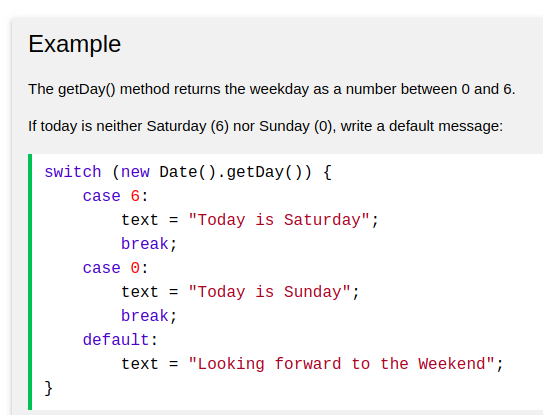 Example
The getDay() method returns the weekday as a number between 0 and 6.
If today is neither Saturday (6) nor Sunday (0), write a default message:
switch (new Date().getDay()) {
    case 6:
        text = "Today is Saturday";
        break;
    case 0:
        text = "Today is Sunday";
        break;
    default:
        text = "Looking forward to the Weekend";
}